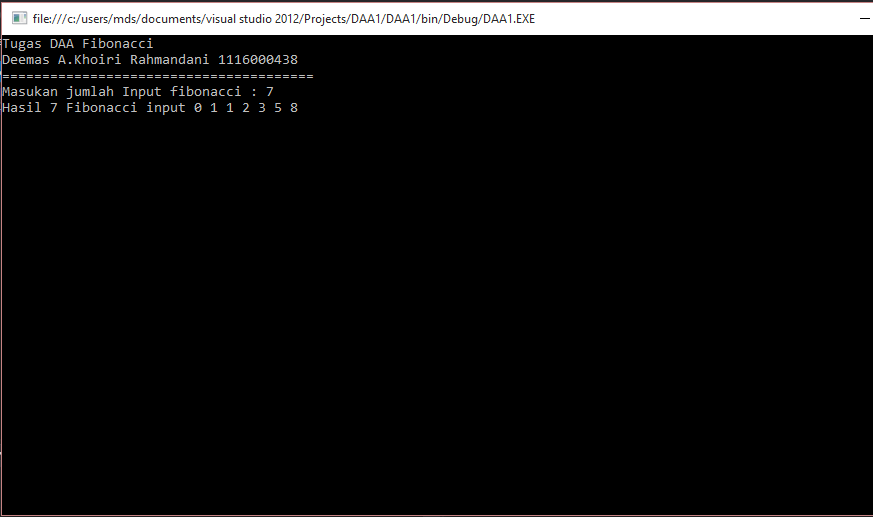 file:///c:/users/mds/documents/visual studio 2012/Projects/DAA1/DAA1/bin/Debug/DAA1.EXE
Tugas DAA Fibonacci
Deemas A.Khoiri Rahmandani 1116000438
=======================================
Masukan jumlah Input fibonacci : 7
Hasil 7 Fibonacci input 0 1 1 2 3 5 8